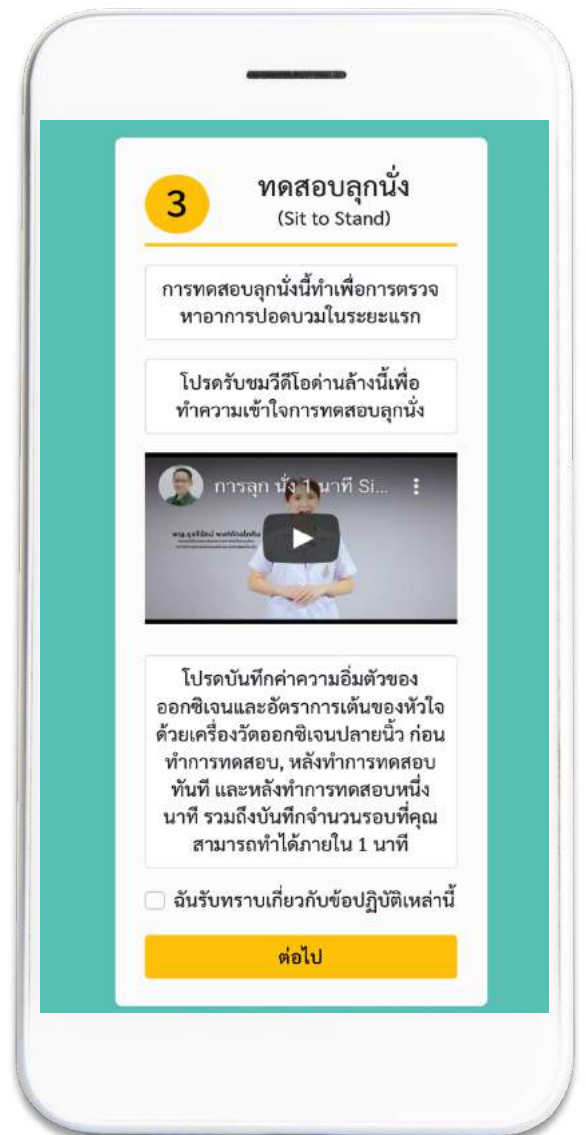 3
ทดสอบลุกนั่ง
(Sit to Stand)
การทดสอบลุกนั่งนี้ทำเพื่อการตรวจ
หาอาการปอดบวมในระยะแรก
โปรดรับชมวีดีโอด่านล้างนี้เพื่อ
ทำความเข้าใจการทดสอบลุกนั่ง
การลุก นั่ง 1 นาที Si...
โปรดบันทึกค่าความอิ่มตัวของ
ออกซิเจนและอัตราการเต้นของหัวใจ
ด้วยเครื่องวัดออกซิเจนปลายนิ้ว ก่อน
ทำการทดสอบ, หลังทำการทดสอบ
ทันที และหลังทำการทดสอบหนึ่ง
นาที รวมถึงบันทึกจำนวนรอบที่คุณ
สามารถทำได้ภายใน 1 นาที
ฉันรับทราบเกี่ยวกับข้อปฏิบัติเหล่านี้
ต่อไป